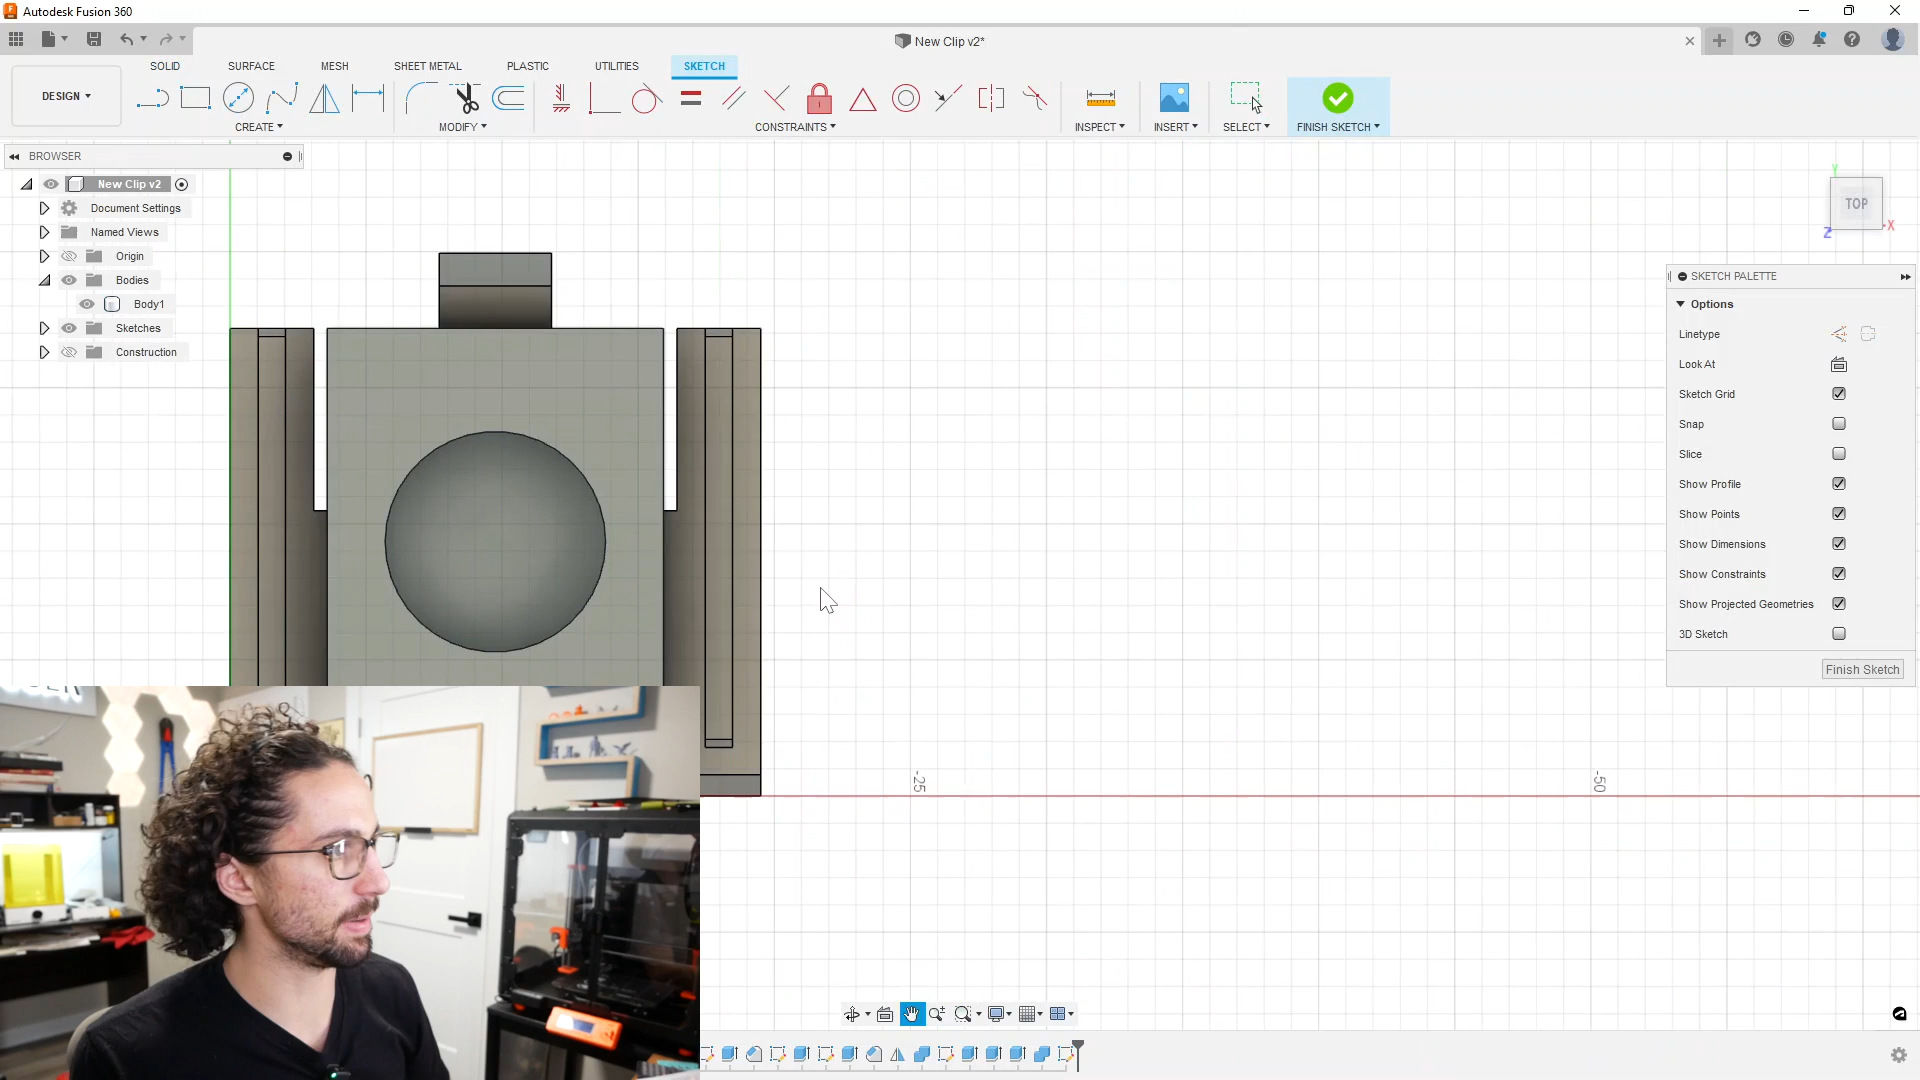 Autodesk Fusion 360
New Clip v2*
DESIGN
SOLID
SURFACE
MESH
SHEET METAL
PLASTIC
UTILITIES
SKETCH
CREATE
MODIFY
CONSTRAINTS
INSPECT
INSERT
SELECT
FINISH SKETCH
BROWSER
New Clip v2
Document Settings
Named Views
Origin
Bodies
Body1
Sketches
Construction
Y
TOP
X
Z
SKETCH PALETTE
Options
Linetype
Look At
Sketch Grid
Snap
Slice
Show Profile
Show Points
Show Dimensions
Show Constraints
Show Projected Geometries
3D Sketch
Finish Sketch
-25
-50